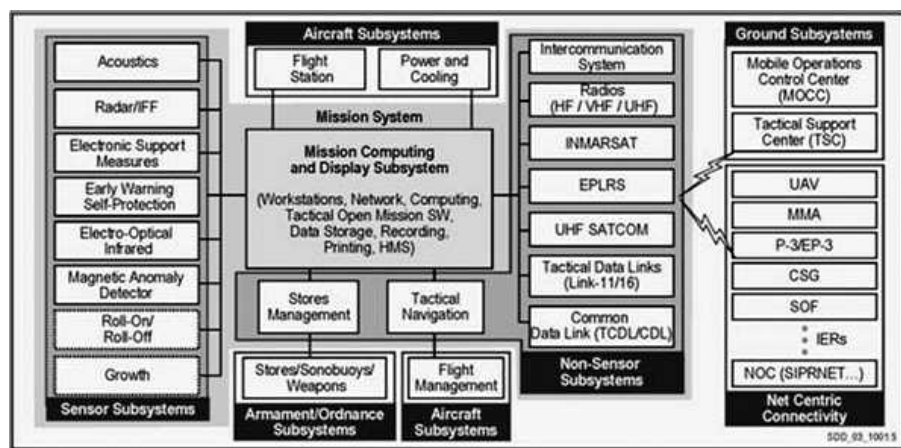 Acoustics
Radar/IFF
Electronic Support
Measures
Early Warning
Self-Protection
Electro-Optical
Infrared
Magnetic Anomaly
Detector
Roll-On/
Roll-Off
Growth
Sensor Subsystems
Aircraft Subsystems
Flight
Station
Power and
Cooling
Mission System
Mission Computing
and Display Subsystem
(Workstations, Network, Computing,
Tactical Open Mission SW,
Data Storage, Recording,
Printing, HMS)
Stores
Management
Tactical
Navigation
Stores/Sonobuoys/
Weapons
Armament/Ordnance
Subsystems
Flight
Management
Aircraft
Subsystems
Intercommunication
System
Radios
(HF / VHF / UHF)
INMARSAT
EPLRS
UHF SATCOM
Tactical Data Links
(Link-11/16)
Common
Data Link (TCDL/CDL)
Non-Sensor
Subsystems
Ground Subsystems
Mobile Operations
Control Center
(MOCC)
Tactical Support
Center (TSC)
UAV
MMA
P-3/EP-3
CSG
SOF
IERs
NOC (SIPRNET...)
Net Centric
Connectivity
SDD_03_10015